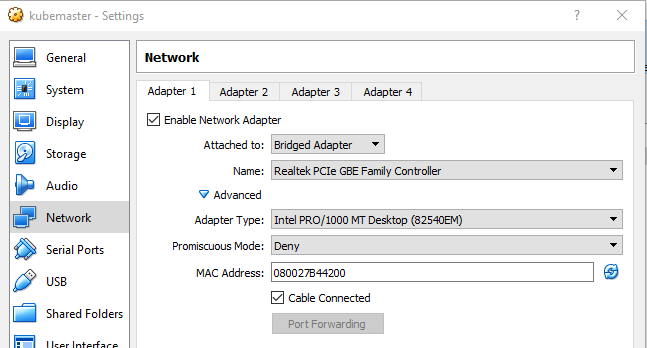 kubemaster - Settings
?
General
System
Display
Storage
Audio
Network
Serial Ports
USB
Shared Folders
User Interface
Network
Adapter 1 Adapter 2 Adapter 3 Adapter 4
Enable Network Adapter
Attached to: Bridged Adapter
Name: Realtek PCIe GBE Family Controller
Advanced
Adapter Type: Intel PRO/1000 MT Desktop (82540EM)
Promiscuous Mode: Deny
MAC Address: 080027B44200
Cable Connected
Port Forwarding